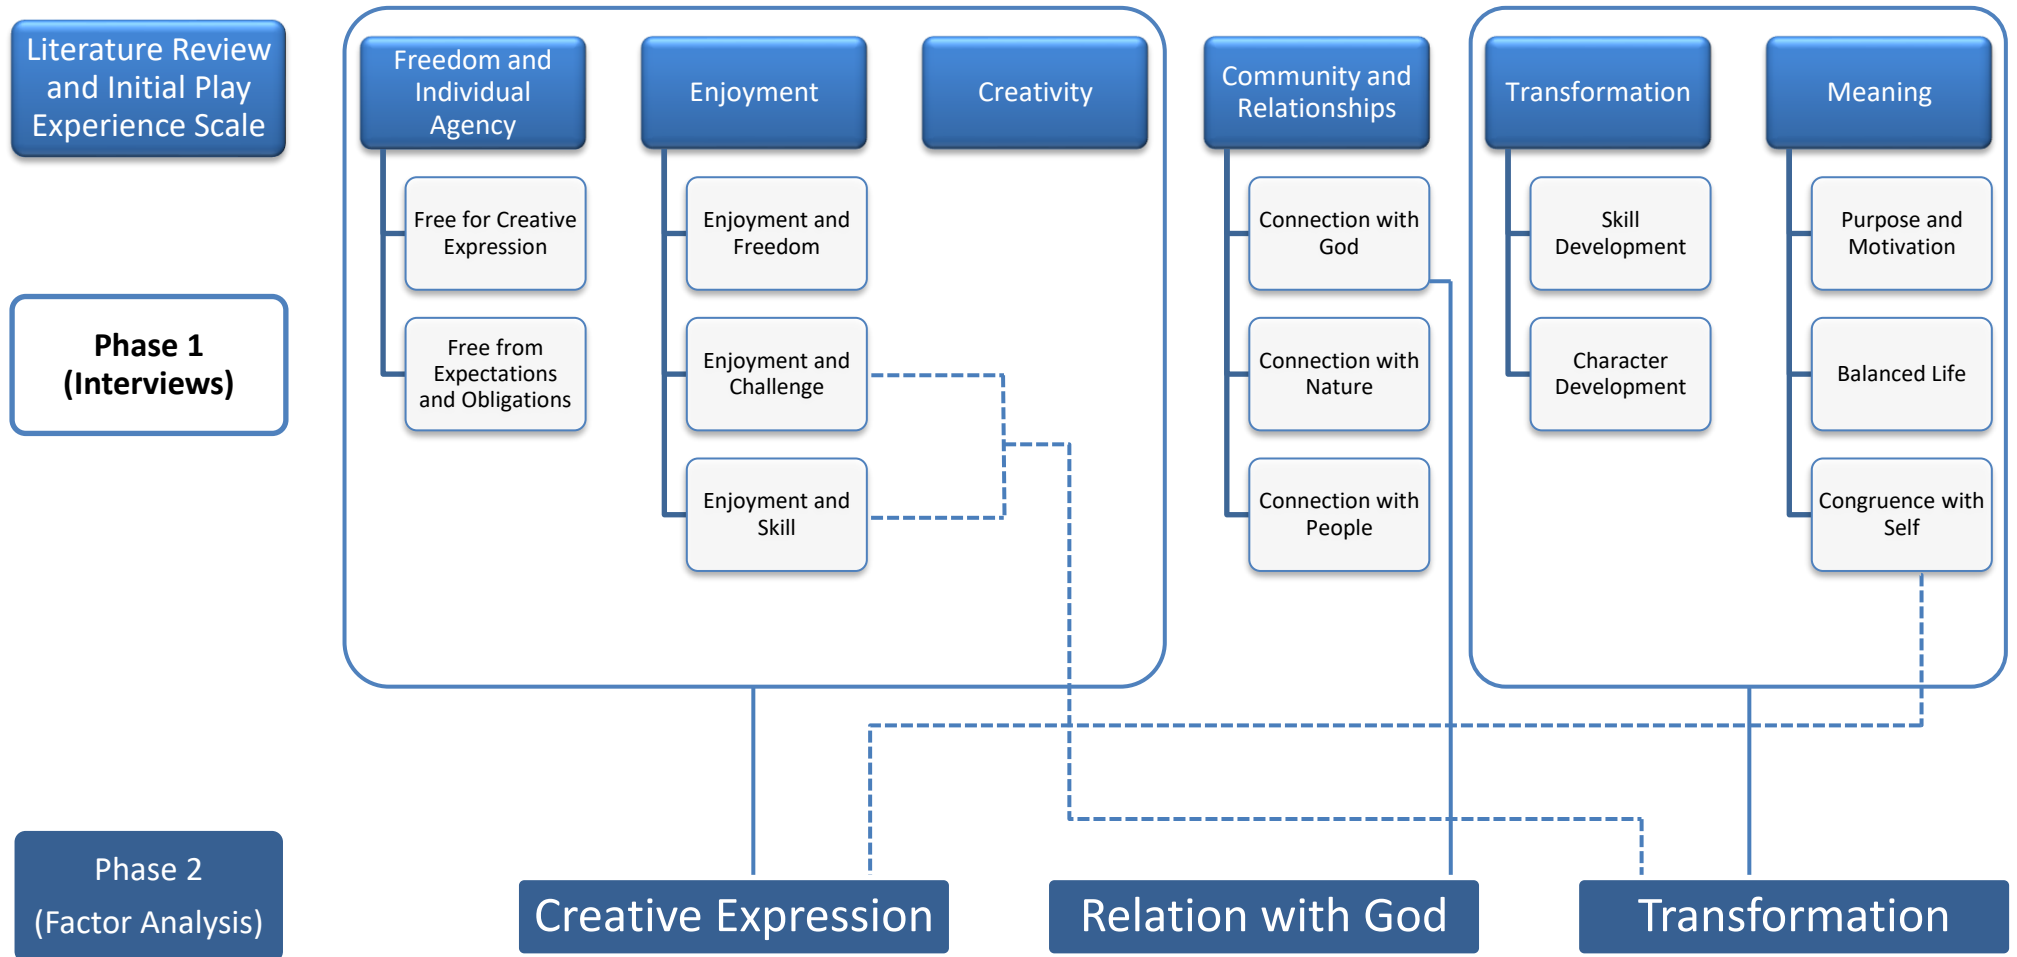 Literature Review
and Initial Play
Experience Scale
Freedom and
Individual
Agency
Enjoyment
Creativity
Community and
Relationships
Transformation
Meaning
Free for Creative
Expression
Enjoyment and
Freedom
Connection with
God
Skill
Development
Purpose and
Motivation
Phase 1
(Interviews)
Free from
Expectations
and Obligations
Enjoyment and
Challenge
Connection with
Nature
Character
Development
Balanced Life
Enjoyment and
Skill
Connection with
People
Congruence with
Self
Phase 2
(Factor Analysis)
Creative Expression
Relation with God
Transformation